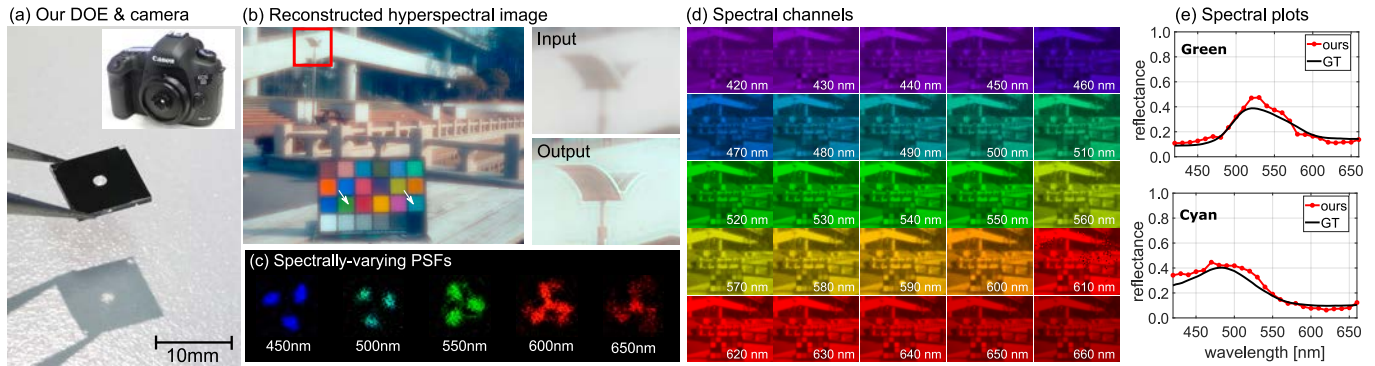 (a) Our DOE & camera
Canon
10mm
(b) Reconstructed hyperspectral image
Input
Output
(c) Spectrally-varying PSFs
450nm 500nm 550nm 600nm 650nm
(d) Spectral channels
420 nm 430 nm 440 nm 450 nm 460 nm
470 nm 480 nm 490 nm 500 nm 510 nm
520 nm 530 nm 540 nm 550 nm 560 nm
570 nm 580 nm 590 nm 600 nm 610 nm
620 nm 630 nm 640 nm 650 nm 660 nm
(e) Spectral plots
1.0
0.8
0.6
0.4
0.2
0.0
reflectance
Green
ours
GT
450 500 550 600 650
1.0
0.8
0.6
0.4
0.2
0.0
reflectance
Cyan
ours
GT
450 500 550 600 650
wavelength [nm]